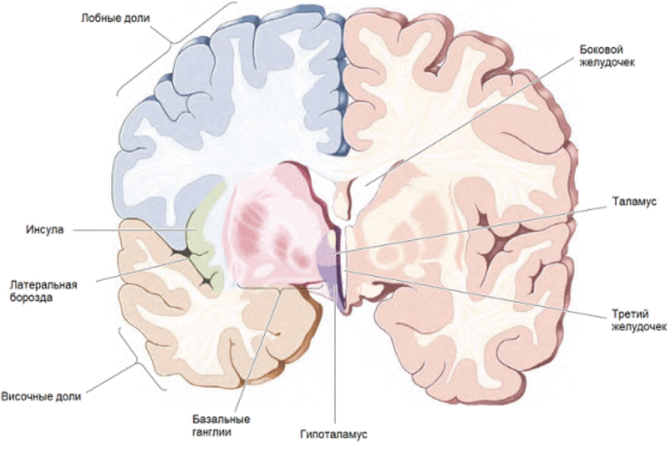 Лобные доли
Боковой
желудочек
Таламус
Инсула
Латеральная
борозда
Третий
желудочек
Височные доли
Базальные
ганглии
Гипоталамус